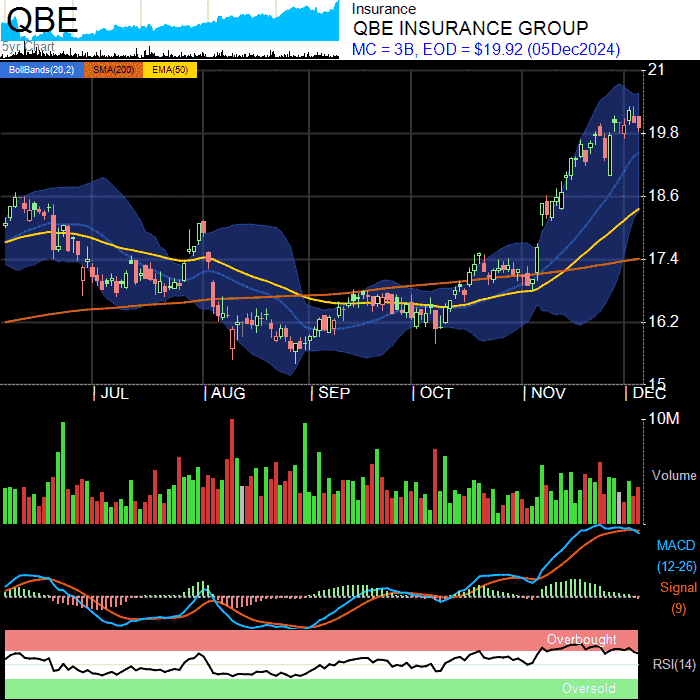 QBE
5yr Chart
Insurance
QBE INSURANCE GROUP
MC = 3B, EOD = $19.92 (05Dec2024)
BollBands(20,2) SMA(200) EMA(50)
21
19.8
18.6
17.4
16.2
15
| JUL | AUG | SEP | OCT | NOV | DEC
10M
Volume
MACD
(12-26)
Signal
(9)
Overbought
RSI(14)
Oversold